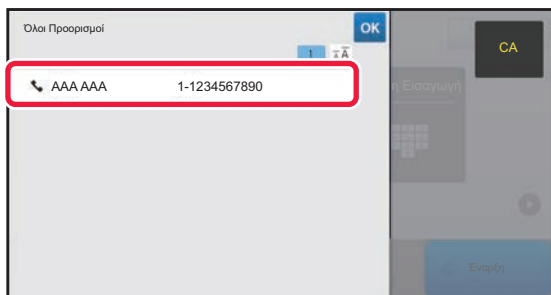 Όλοι Προορισμοί
OK
CA
1
AAA AAA 1-1234567890
η Εισαγωγή
Έναρξη